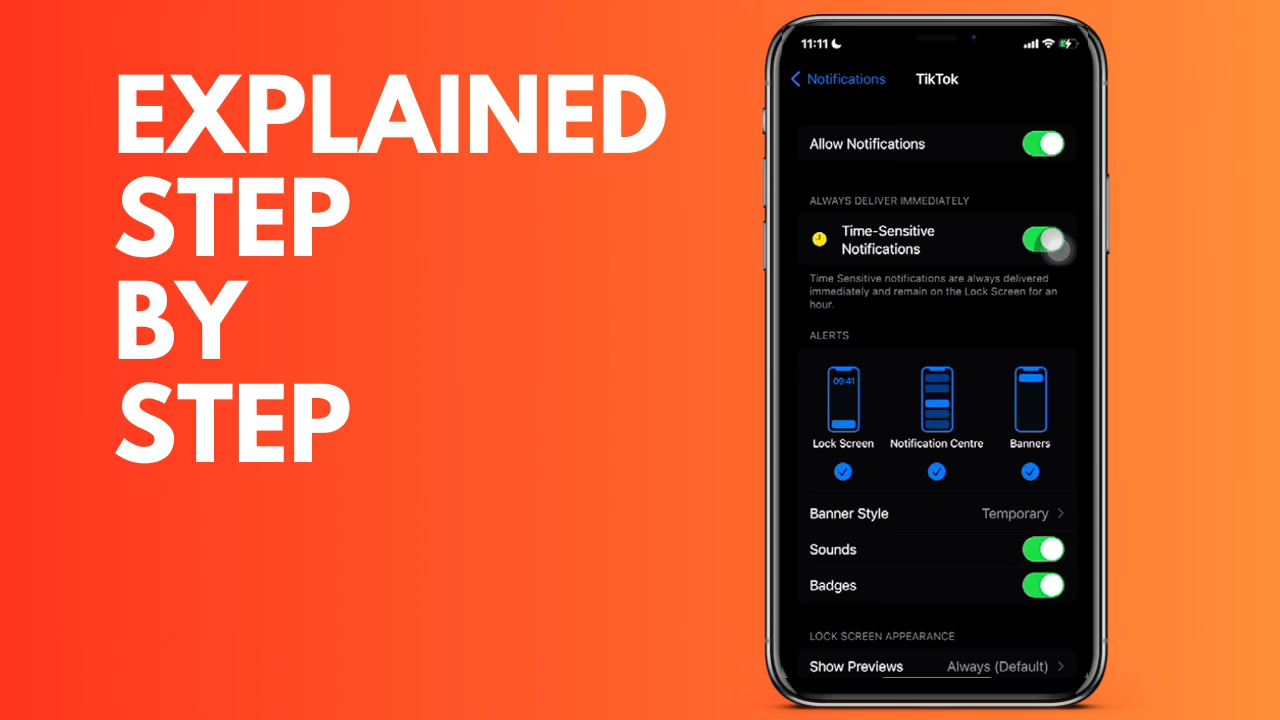 EXPLAINED
STEP
BY
STEP
11:11
Notifications
TikTok
Allow Notifications
ALWAYS DELIVER IMMEDIATELY
Time-Sensitive
Notifications
Time Sensitive notifications are always delivered
immediately and remain on the Lock Screen for an
hour.
ALERTS
09:41
Lock Screen
Notification Centre
Banners
Banner Style
Temporary
Sounds
Badges
LOCK SCREEN APPEARANCE
Show Previews
Always (Default)